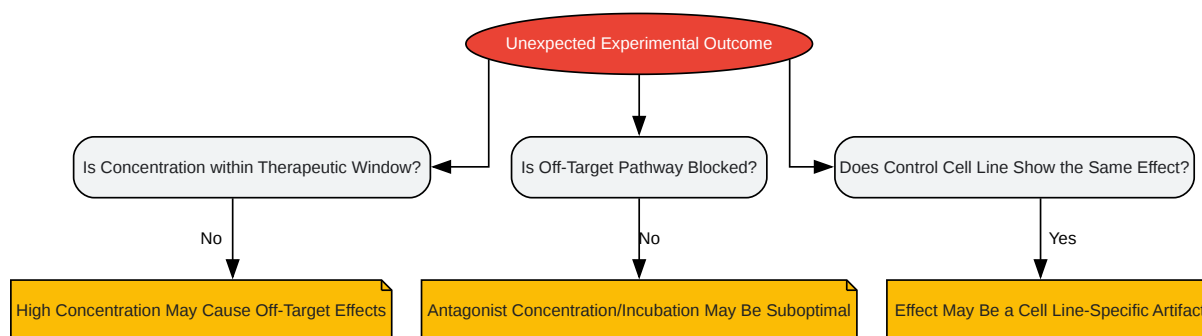 Unexpected Experimental Outcome
Is Concentration within Therapeutic Window?
Is Off-Target Pathway Blocked?
Does Control Cell Line Show the Same Effect?
No
No
Yes
High Concentration May Cause Off-Target Effects
Antagonist Concentration/Incubation May Be Suboptimal
Effect May Be a Cell Line-Specific Artifac